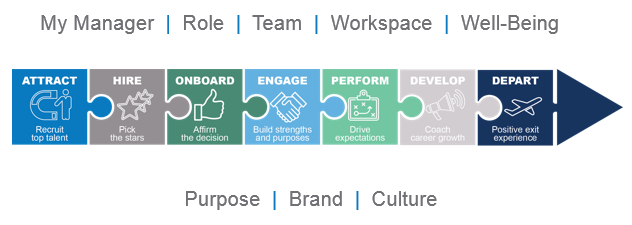 My Manager | Role | Team | Workspace | Well-Being
ATTRACT HIRE ONBOARD ENGAGE PERFORM DEVELOP DEPART
Recruit Pick Affirm Build strengths Drive Coach Positive exit
top talent the stars the decision and purposes expectations career growth experience
Purpose | Brand | Culture